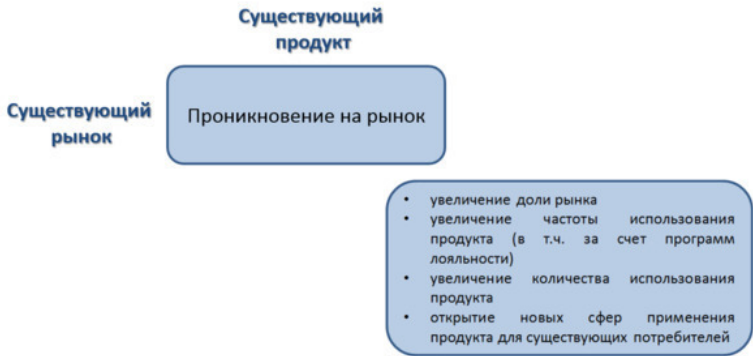 Существующий
продукт
Существующий
рынок
Проникновение на рынок
• увеличение доли рынка
• увеличение частоты использования
продукта (в т.ч. за счет программ
лояльности)
• увеличение количества использования
продукта
• открытие новых сфер применения
продукта для существующих потребителей